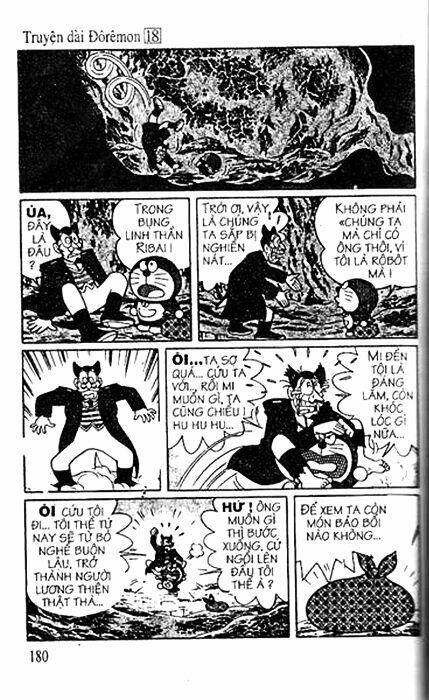 Truyện dài Đôrêmon 18
ỦA,
ĐÂY
LÀ
ĐÂU
?
TRONG
BỤNG
LINH THẦN
RIBAI !
TRỜI ƠI, VẬY
LÀ CHÚNG
TA SẮP BỊ
NGHIỀN
NÁT...
! ?
KHÔNG PHẢI
«CHÚNG TA
MÀ CHỈ CÓ
ÔNG THÔI, VÌ
TÔI LÀ RÔBỐT
MÀ !
ÔI...TA SỢ
QUÁ... CỨU TA
VỚI... RỒI MI
MUỐN GÌ, TA
CŨNG CHIỀU !
HU HU HU...
MI ĐẾN
TỘI LÀ
ĐÁNG
LẮM, CÒN
KHÓC
LÓC GÌ
NỮA...
ÔI CỨU TÔI
ĐI... TÔI THỀ TỪ
NAY SẼ TỪ BỎ
NGHỀ BUÔN
LẬU, TRỞ
THÀNH NGƯỜI
LƯƠNG THIỆN
THẬT THÀ...
HỨ ! ÔNG
MUỐN GÌ
THÌ BƯỚC
XUỐNG, CỨ
NGỒI LÊN
ĐẦU TÔI
THẾ À ?
ĐỂ XEM TA CÒN
MÓN BẢO BỐI
NÀO KHÔNG...
180